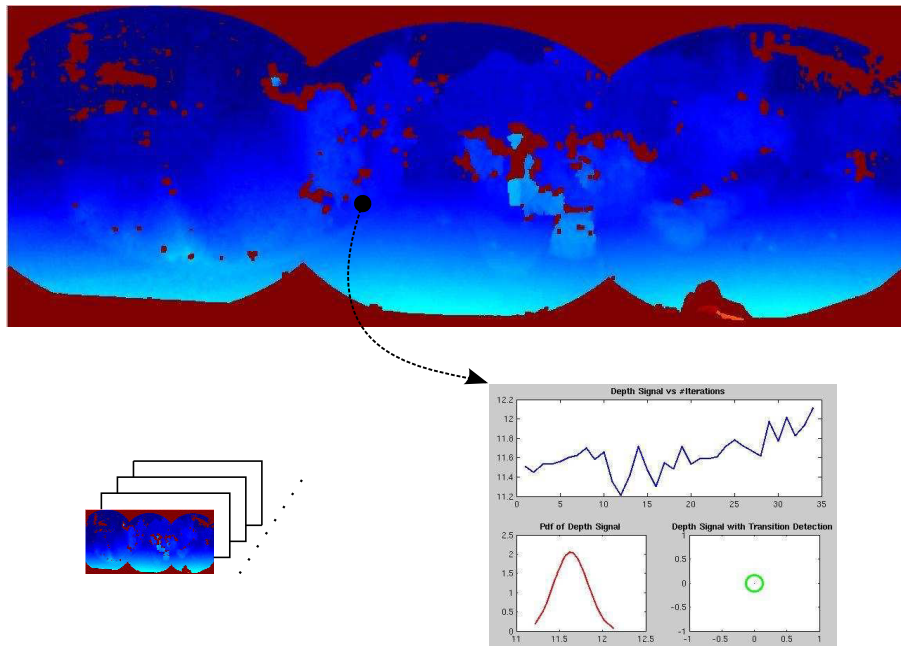 Depth Signal vs #Iterations
12.2
12
11.8
11.6
11.4
11.2
0 5 10 15 20 25 30 35
Pdf of Depth Signal
2.5
2
1.5
1
0.5
0
11 11.5 12 12.5
Depth Signal with Transition Detection
1
0.5
0
-0.5
-1
-1 -0.5 0 0.5 1